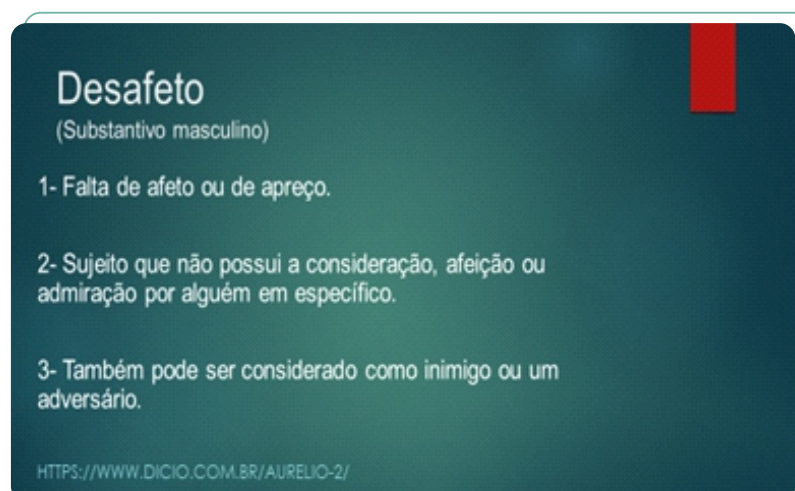 Desafeto
(Substantivo masculino)
1- Falta de afeto ou de apreço.
2- Sujeito que não possui a consideração, afeição ou
admiração por alguém em específico.
3- Também pode ser considerado como inimigo ou um
adversário.
HTTPS://WWW.DICIO.COM.BR/AURELIO-2/